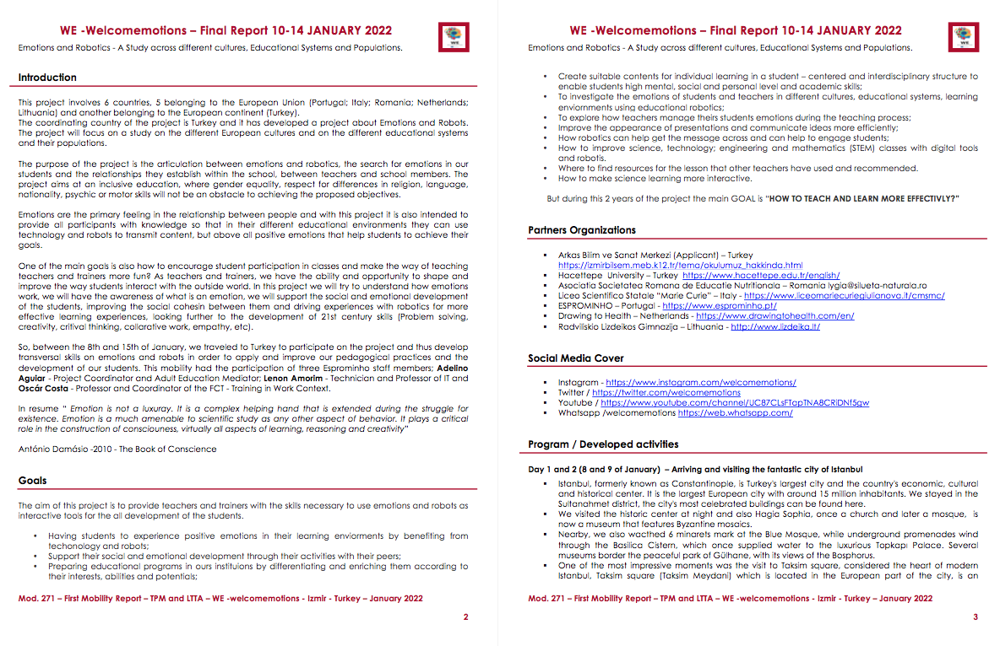 WE -Welcomemotions – Final Report 10-14 JANUARY 2022
Emotions and Robotics - A Study across different cultures, Educational Systems and Populations.
Introduction
This project involves 6 countries, 5 belonging to the European Union (Portugal; Italy; Romania; Netherlands;
Lithuania) and another belonging to the European continent (Turkey).
The coordinating country of the project is Turkey and it has developed a project about Emotions and Robots.
The project will focus on a study on the different European cultures and on the different educational systems
and their populations.
The purpose of the project is the articulation between emotions and robotics, the search for emotions in our
students and the relationships they establish within the school, between teachers and school members. The
project aims at an inclusive education, where gender equality, respect for differences in religion, language,
nationality, psychic or motor skills will not be an obstacle to achieving the proposed objectives.
Emotions are the primary feeling in the relationship between people and with this project it is also intended to
provide all participants with knowledge so that in their different educational environments they can use
technology and robots to transmit content, but above all positive emotions that help students to achieve their
goals.
One of the main goals is also how to encourage student participation in classes and make the way of teaching
teachers and trainers more fun? As teachers and trainers, we have the ability and opportunity to shape and
improve the way students interact with the outside world. In this project we will try to understand how emotions
work, we will have the awareness of what is an emotion, we will support the social and emotional development
of the students, improving the social cohesin between them and driving experiences with robotics for more
effective learning experiences, looking further to the development of 21st century skills (Problem solving,
creativity, critival thinking, collarative work, empathy, etc).
So, between the 8th and 15th of January, we traveled to Turkey to participate on the project and thus develop
transversal skills on emotions and robots in order to apply and improve our pedagogical practices and the
development of our students. This mobility had the participation of three Esprominho staff members; Adelino
Aguiar - Project Coordinator and Adult Education Mediator; Lenon Amorim - Technician and Professor of IT and
Oscár Costa - Professor and Coordinator of the FCT - Training in Work Context.
In resume “ Emotion is not a luxuray. It is a complex helping hand that is extended during the struggle for
existence. Emotion is a much amenable to scientific study as any other aspect of behavior. It plays a critical
role in the construction of consciouness, virtually all aspects of learning, reasoning and creativity”
António Damásio -2010 - The Book of Conscience
Goals
The aim of this project is to provide teachers and trainers with the skills necessary to use emotions and robots as
interactive tools for the all development of the students.
• Having students to experience positive emotions in their learning enviorments by benefiting from
techonology and robots;
• Support their social and emotional development through their activities with their peers;
• Preparing educational programs in ours instituions by differentiating and enriching them according to
their interests, abilities and potentials;
Mod. 271 – First Mobility Report – TPM and LTTA – WE -welcomemotions - Izmir - Turkey – January 2022
2
WE -Welcomemotions – Final Report 10-14 JANUARY 2022
Emotions and Robotics - A Study across different cultures, Educational Systems and Populations.
• Create suitable contents for individual learning in a student – centered and interdisciplinary structure to
enable students high mental, social and personal level and academic skills;
• To investigate the emotions of students and teachers in different cultures, educational systems, learning
enviornments using educational robotics;
• To explore how teachers manage theirs students emotions during the teaching process;
• Improve the appearance of presentations and communicate ideas more efficiently;
• How robotics can help get the message across and can help to engage students;
• How to improve science, technology; engineering and mathematics (STEM) classes with digital tools
and robotis.
• Where to find resources for the lesson that other teachers have used and recommended.
• How to make science learning more interactive.
But during this 2 years of the project the main GOAL is “HOW TO TEACH AND LEARN MORE EFFECTIVLY?”
Partners Organizations
▪ Arkas Bilim ve Sanat Merkezi (Applicant) – Turkey
https://izmirbilsem.meb.k12.tr/tema/okulumuz_hakkinda.html
▪ Hacettepe University – Turkey https://www.hacettepe.edu.tr/english/
▪ Asociatia Societatea Romana de Educatie Nutritionala – Romania lygia@silueta-naturala.ro
▪ Liceo Scientifico Statale “Marie Curie” – Italy - https://www.liceomariecuriegiulianova.it/cmsmc/
▪ ESPROMINHO – Portugal - https://www.esprominho.pt/
▪ Drawing to Health – Netherlands - https://www.drawingtohealth.com/en/
▪ Radviliskio Lizdeikos Gimnazija – Lithuania - http://www.lizdeika.lt/
Social Media Cover
▪ Instagram - https://www.instagram.com/welcomemotions/
▪ Twitter / https://twitter.com/welcomemotions
▪ Youtube / https://www.youtube.com/channel/UC87CLsFTapTNA8CRiDNf5gw
▪ Whatsapp /welcomemotions https://web.whatsapp.com/
Program / Developed activities
Day 1 and 2 (8 and 9 of January) – Arriving and visiting the fantastic city of Istanbul
▪ Istanbul, formerly known as Constantinople, is Turkey's largest city and the country's economic, cultural
and historical center. It is the largest European city with around 15 million inhabitants. We stayed in the
Sultanahmet district, the city's most celebrated buildings can be found here.
▪ We visited the historic center at night and also Hagia Sophia, once a church and later a mosque, is
now a museum that features Byzantine mosaics.
▪ Nearby, we also wacthed 6 minarets mark at the Blue Mosque, while underground promenades wind
through the Basilica Cistern, which once supplied water to the luxurious Topkapi Palace. Several
museums border the peaceful park of Gülhane, with its views of the Bosphorus.
▪ One of the most impressive moments was the visit to Taksim square, considered the heart of modern
Istanbul, Taksim square (Taksim Meydani) which is located in the European part of the city, is an
Mod. 271 – First Mobility Report – TPM and LTTA – WE -welcomemotions - Izmir - Turkey – January 2022
3